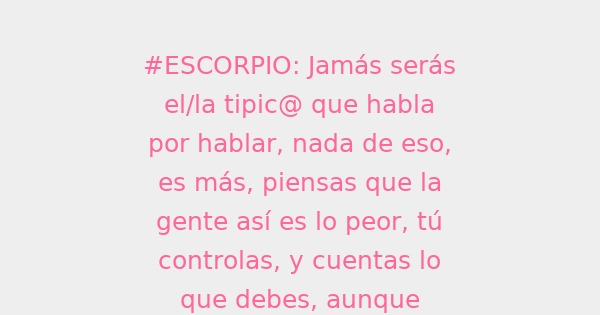 #ESCORPIO: Jamás serás
el/la tipic@ que habla
por hablar, nada de eso,
es más, piensas que la
gente así es lo peor, tú
controlas, y cuentas lo
que debes, aunque